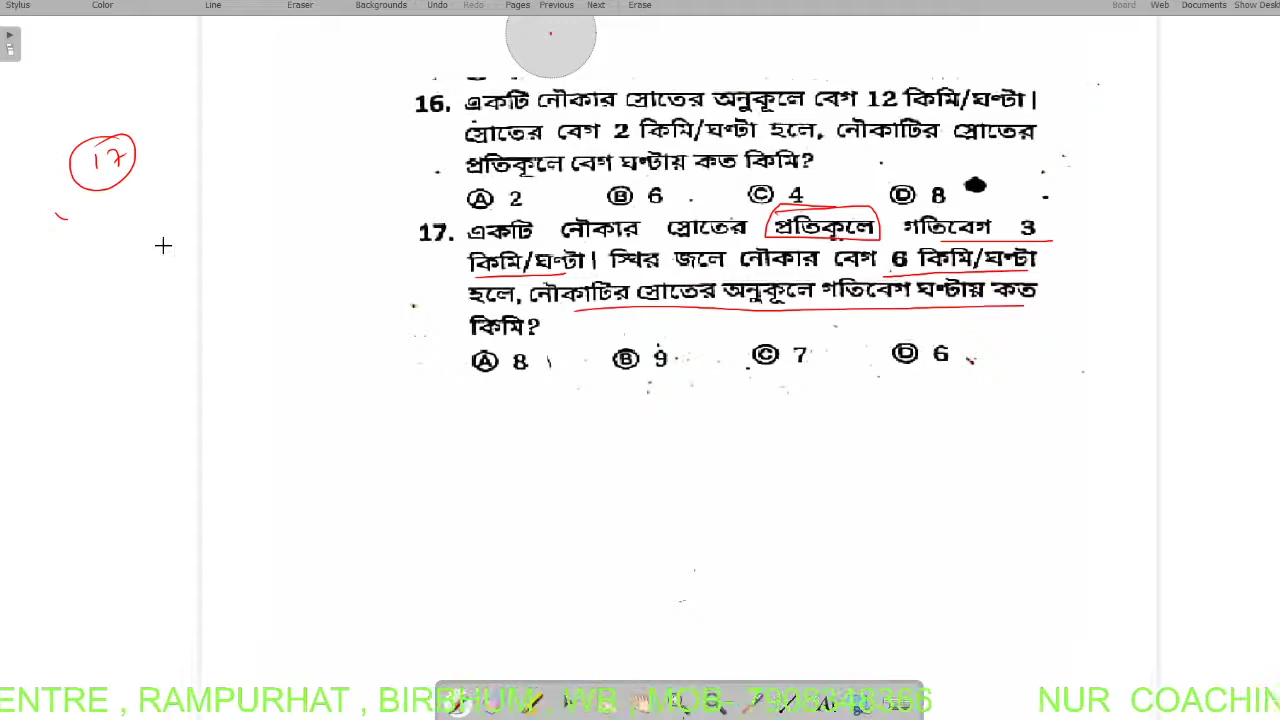 Stylus Color Line Eraser Backgrounds Undo Redo Pages Previous Next Erase Board Web Documents Show Desk
17
16. একটি নৌকার স্রোতের অনুকূলে বেগ 12 কিমি/ঘণ্টা।
স্রোতের বেগ 2 কিমি/ঘণ্টা হলে, নৌকাটির স্রোতের
প্রতিকূলে বেগ ঘণ্টায় কত কিমি?
Ⓐ 2 Ⓑ 6 Ⓒ 4 Ⓓ 8
17. একটি নৌকার স্রোতের প্রতিকূলে গতিবেগ 3
কিমি/ঘণ্টা। স্থির জলে নৌকার বেগ 6 কিমি/ঘণ্টা
হলে, নৌকাটির স্রোতের অনুকূলে গতিবেগ ঘণ্টায় কত
কিমি?
Ⓐ 8 Ⓑ 9 Ⓒ 7 Ⓓ 6
ENTRE , RAMPURHAT , BIRBHUM , WB , MOB- 7908348366 NUR COACHIN